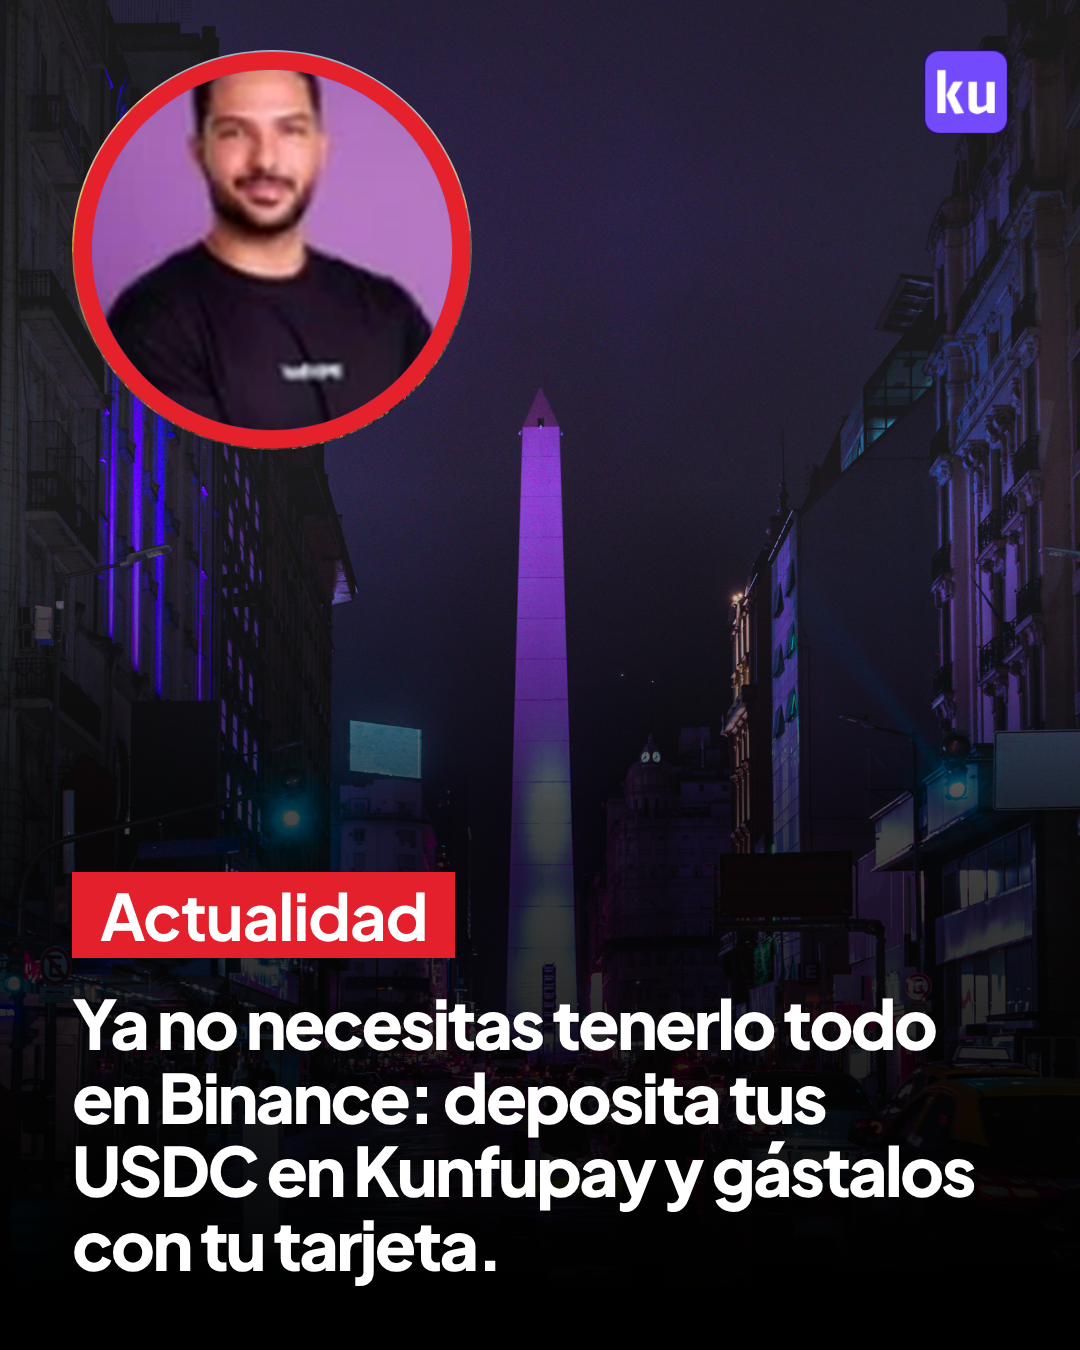 ku
Actualidad
Ya no necesitas tenerlo todo
en Binance: deposita tus
USDC en Kunfupay y gástalos
con tu tarjeta.